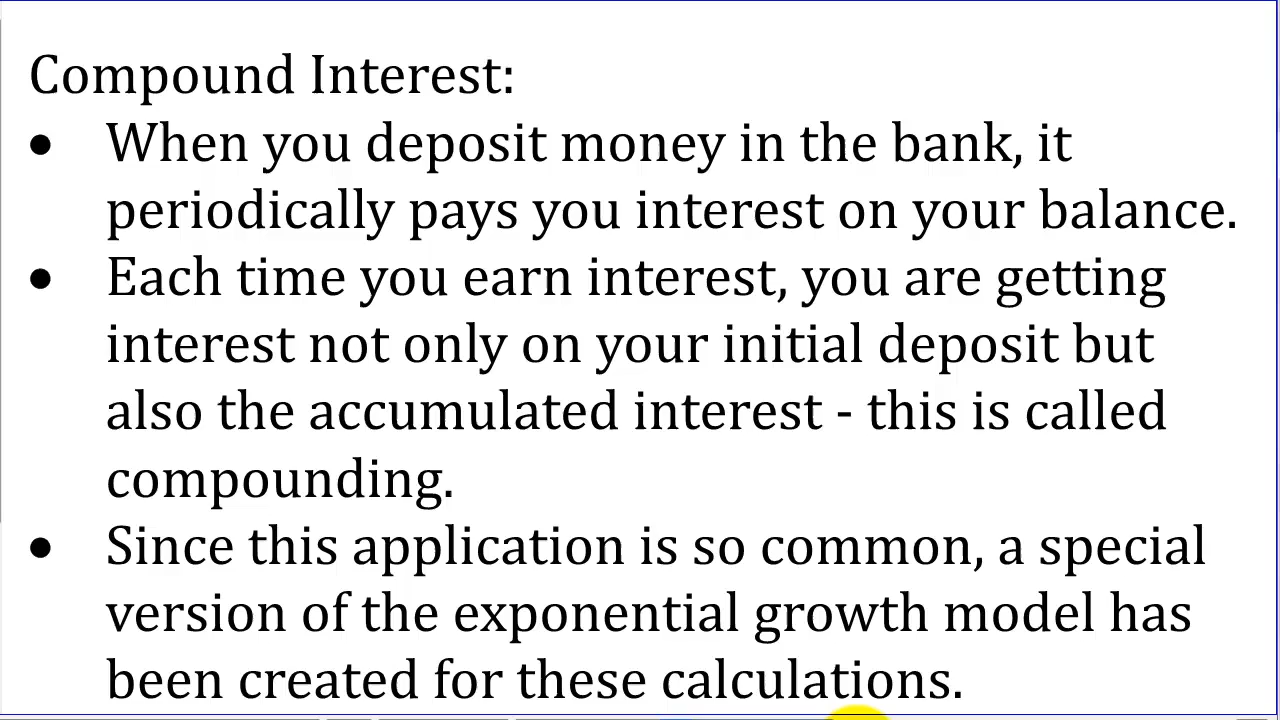 Compound Interest:
• When you deposit money in the bank, it
periodically pays you interest on your balance.
• Each time you earn interest, you are getting
interest not only on your initial deposit but
also the accumulated interest - this is called
compounding.
• Since this application is so common, a special
version of the exponential growth model has
been created for these calculations.